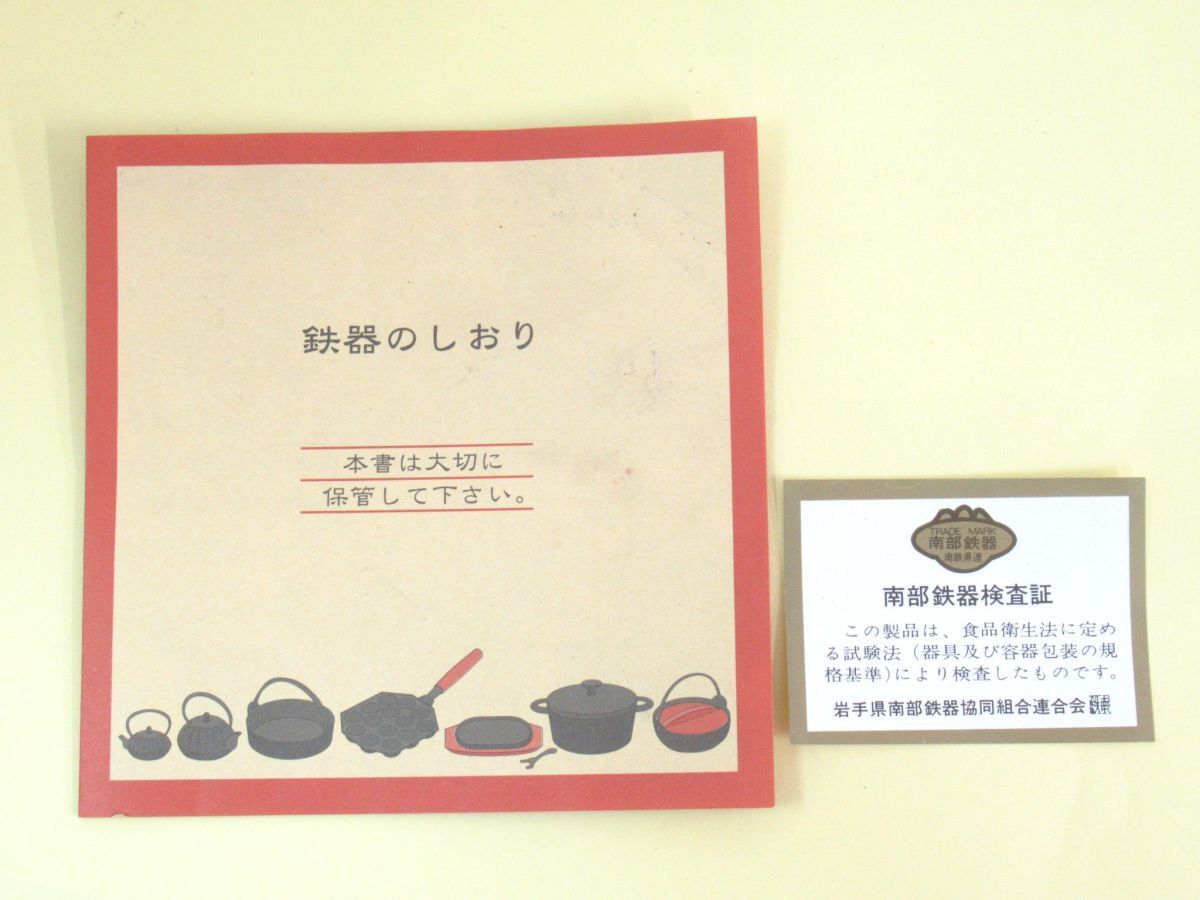 鉄器のしおり
本書は大切に
保管して下さい。
TRADE MARK
南部鉄器
南鉄県連
南部鉄器検査証
この製品は、食品衛生法に定め
る試験法（器具及び容器包装の規
格基準)により検査したものです。
岩手県南部鉄器協同組合連合会